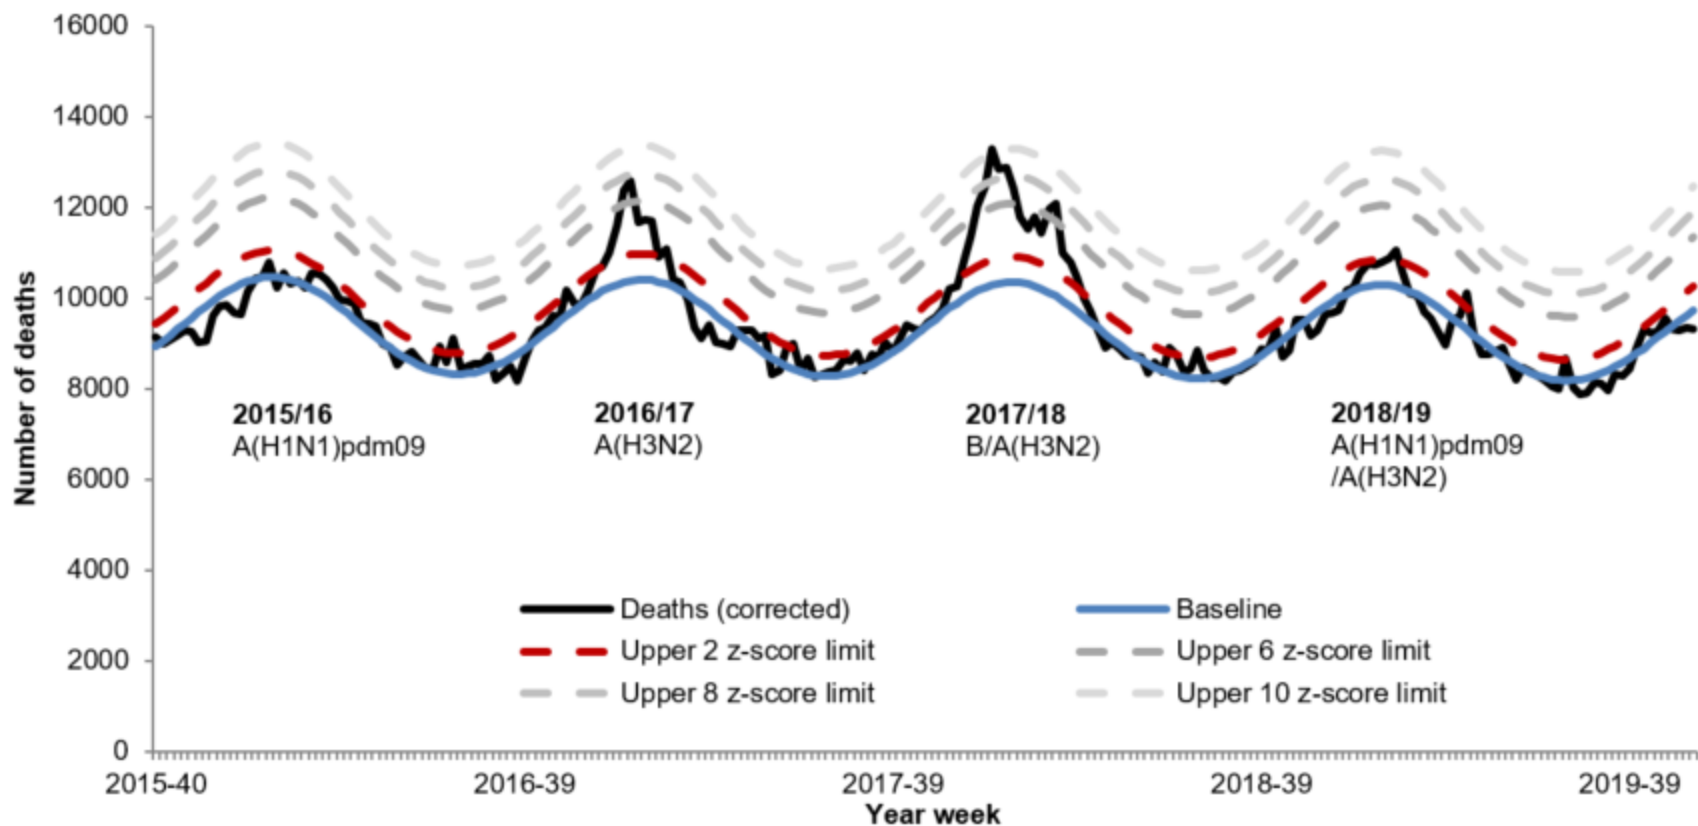 16000
14000
12000
10000
8000
6000
4000
2000
0
Number of deaths
2015/16
A(H1N1)pdm09
2016/17
A(H3N2)
2017/18
B/A(H3N2)
2018/19
A(H1N1)pdm09
/A(H3N2)
Deaths (corrected)
Baseline
Upper 2 z-score limit
Upper 6 z-score limit
Upper 8 z-score limit
Upper 10 z-score limit
2015-40
2016-39
2017-39
2018-39
2019-39
Year week